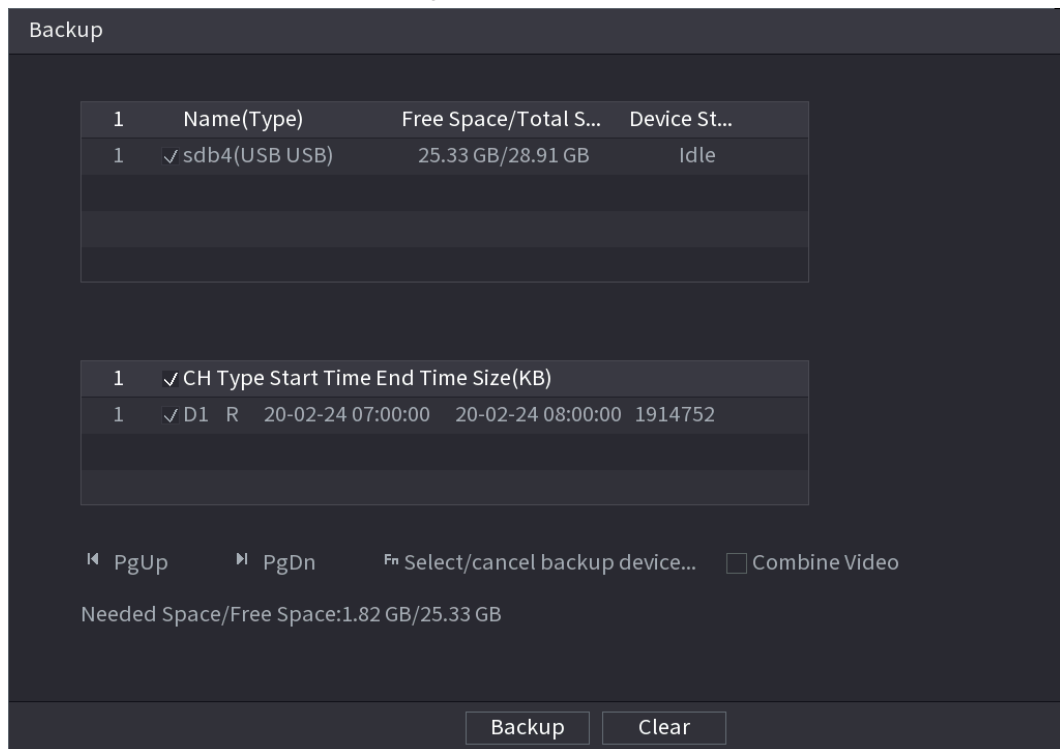 Backup
1 Name(Type) Free Space/Total S... Device St...
1 sdb4(USB USB) 25.33 GB/28.91 GB Idle
1 CH Type Start Time End Time Size(KB)
1 D1 R 20-02-24 07:00:00 20-02-24 08:00:00 1914752
PgUp PgDn Fn Select/cancel backup device... Combine Video
Needed Space/Free Space:1.82 GB/25.33 GB
Backup Clear